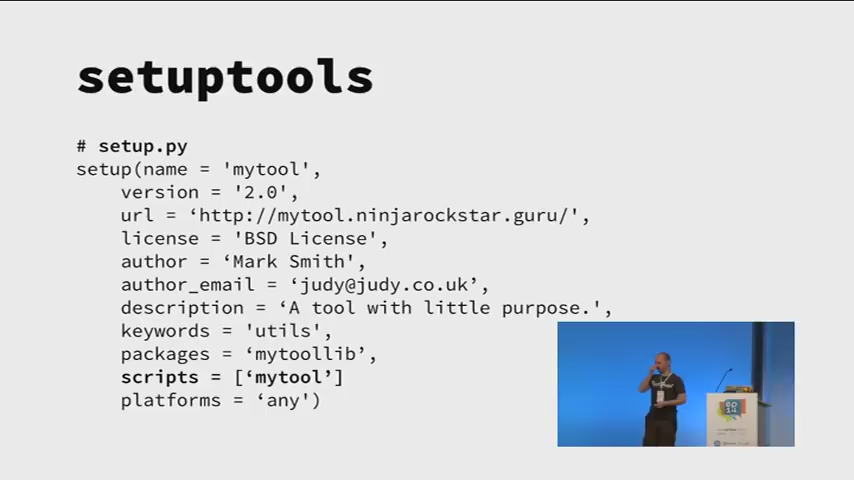 setuptools
# setup.py
setup(name = 'mytool',
version = '2.0',
url = ‘http://mytool.ninjarockstar.guru/',
license = 'BSD License',
author = ‘Mark Smith',
author_email = ‘judy@judy.co.uk’,
description = ‘A tool with little purpose.',
keywords = 'utils',
packages = ‘mytoollib’,
scripts = [‘mytool’]
platforms = ‘any')
ep
14